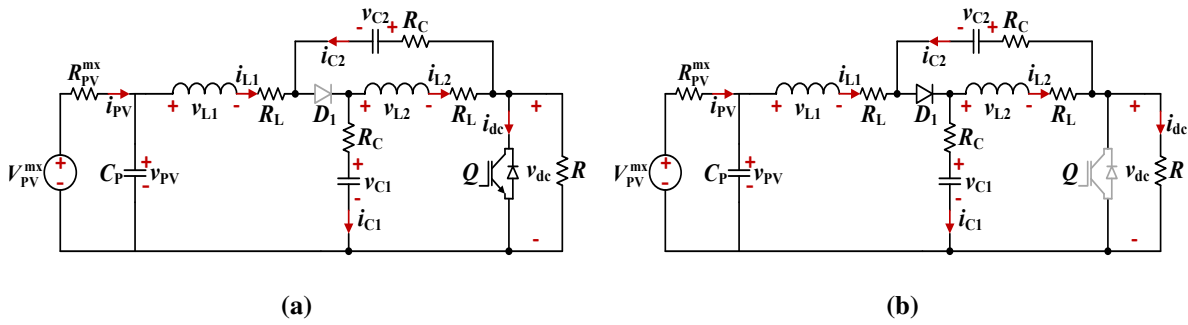 v_C2 R_C
i_C2
R_PV^mx i_L1 i_L2
i_PV v_L1 R_L D_1 v_L2 R_L
i_dc
R_C
V_PV^mx C_P v_PV v_C1 Q v_dc R
i_C1
(a)
v_C2 R_C
i_C2
R_PV^mx i_L1 i_L2
i_PV v_L1 R_L D_1 v_L2 R_L
i_dc
R_C
V_PV^mx C_P v_PV v_C1 Q v_dc R
i_C1
(b)